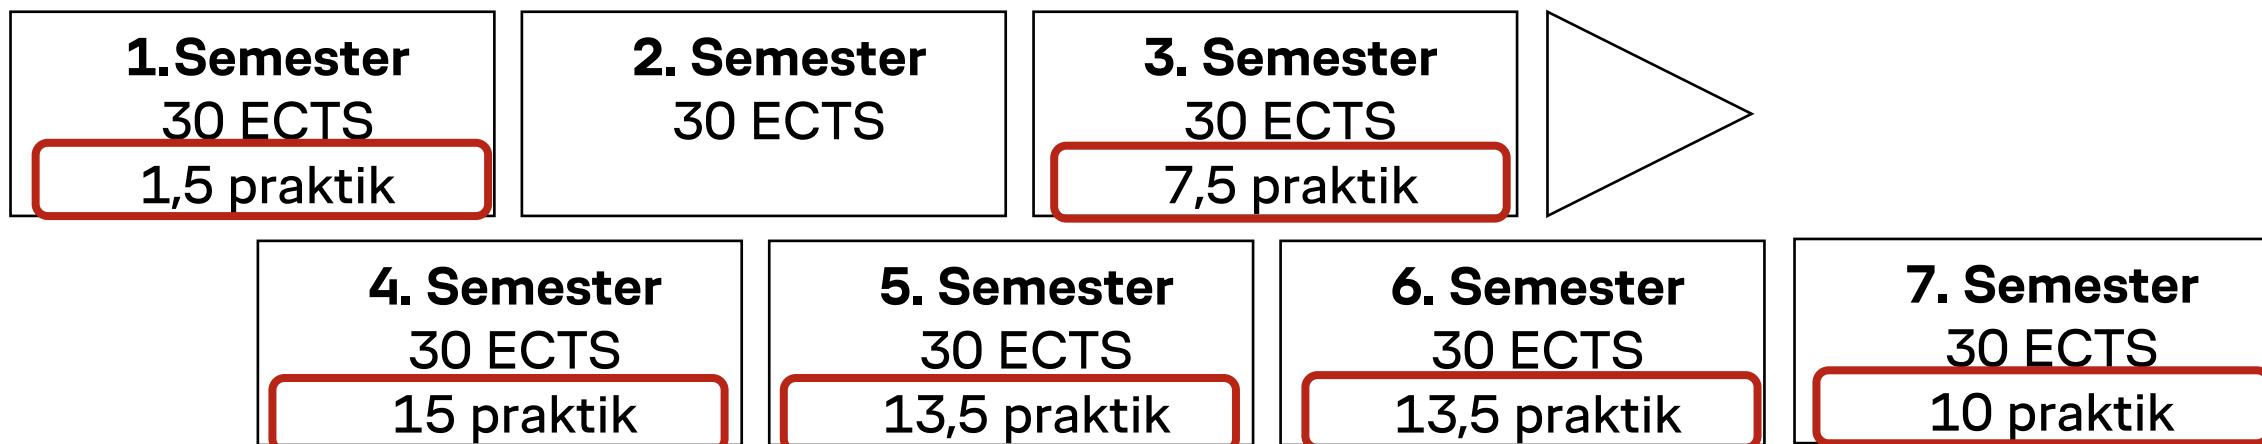 1.Semester
30 ECTS
1,5 praktik
2. Semester
30 ECTS
3. Semester
30 ECTS
7,5 praktik
4. Semester
30 ECTS
15 praktik
5. Semester
30 ECTS
13,5 praktik
6. Semester
30 ECTS
13,5 praktik
7. Semester
30 ECTS
10 praktik